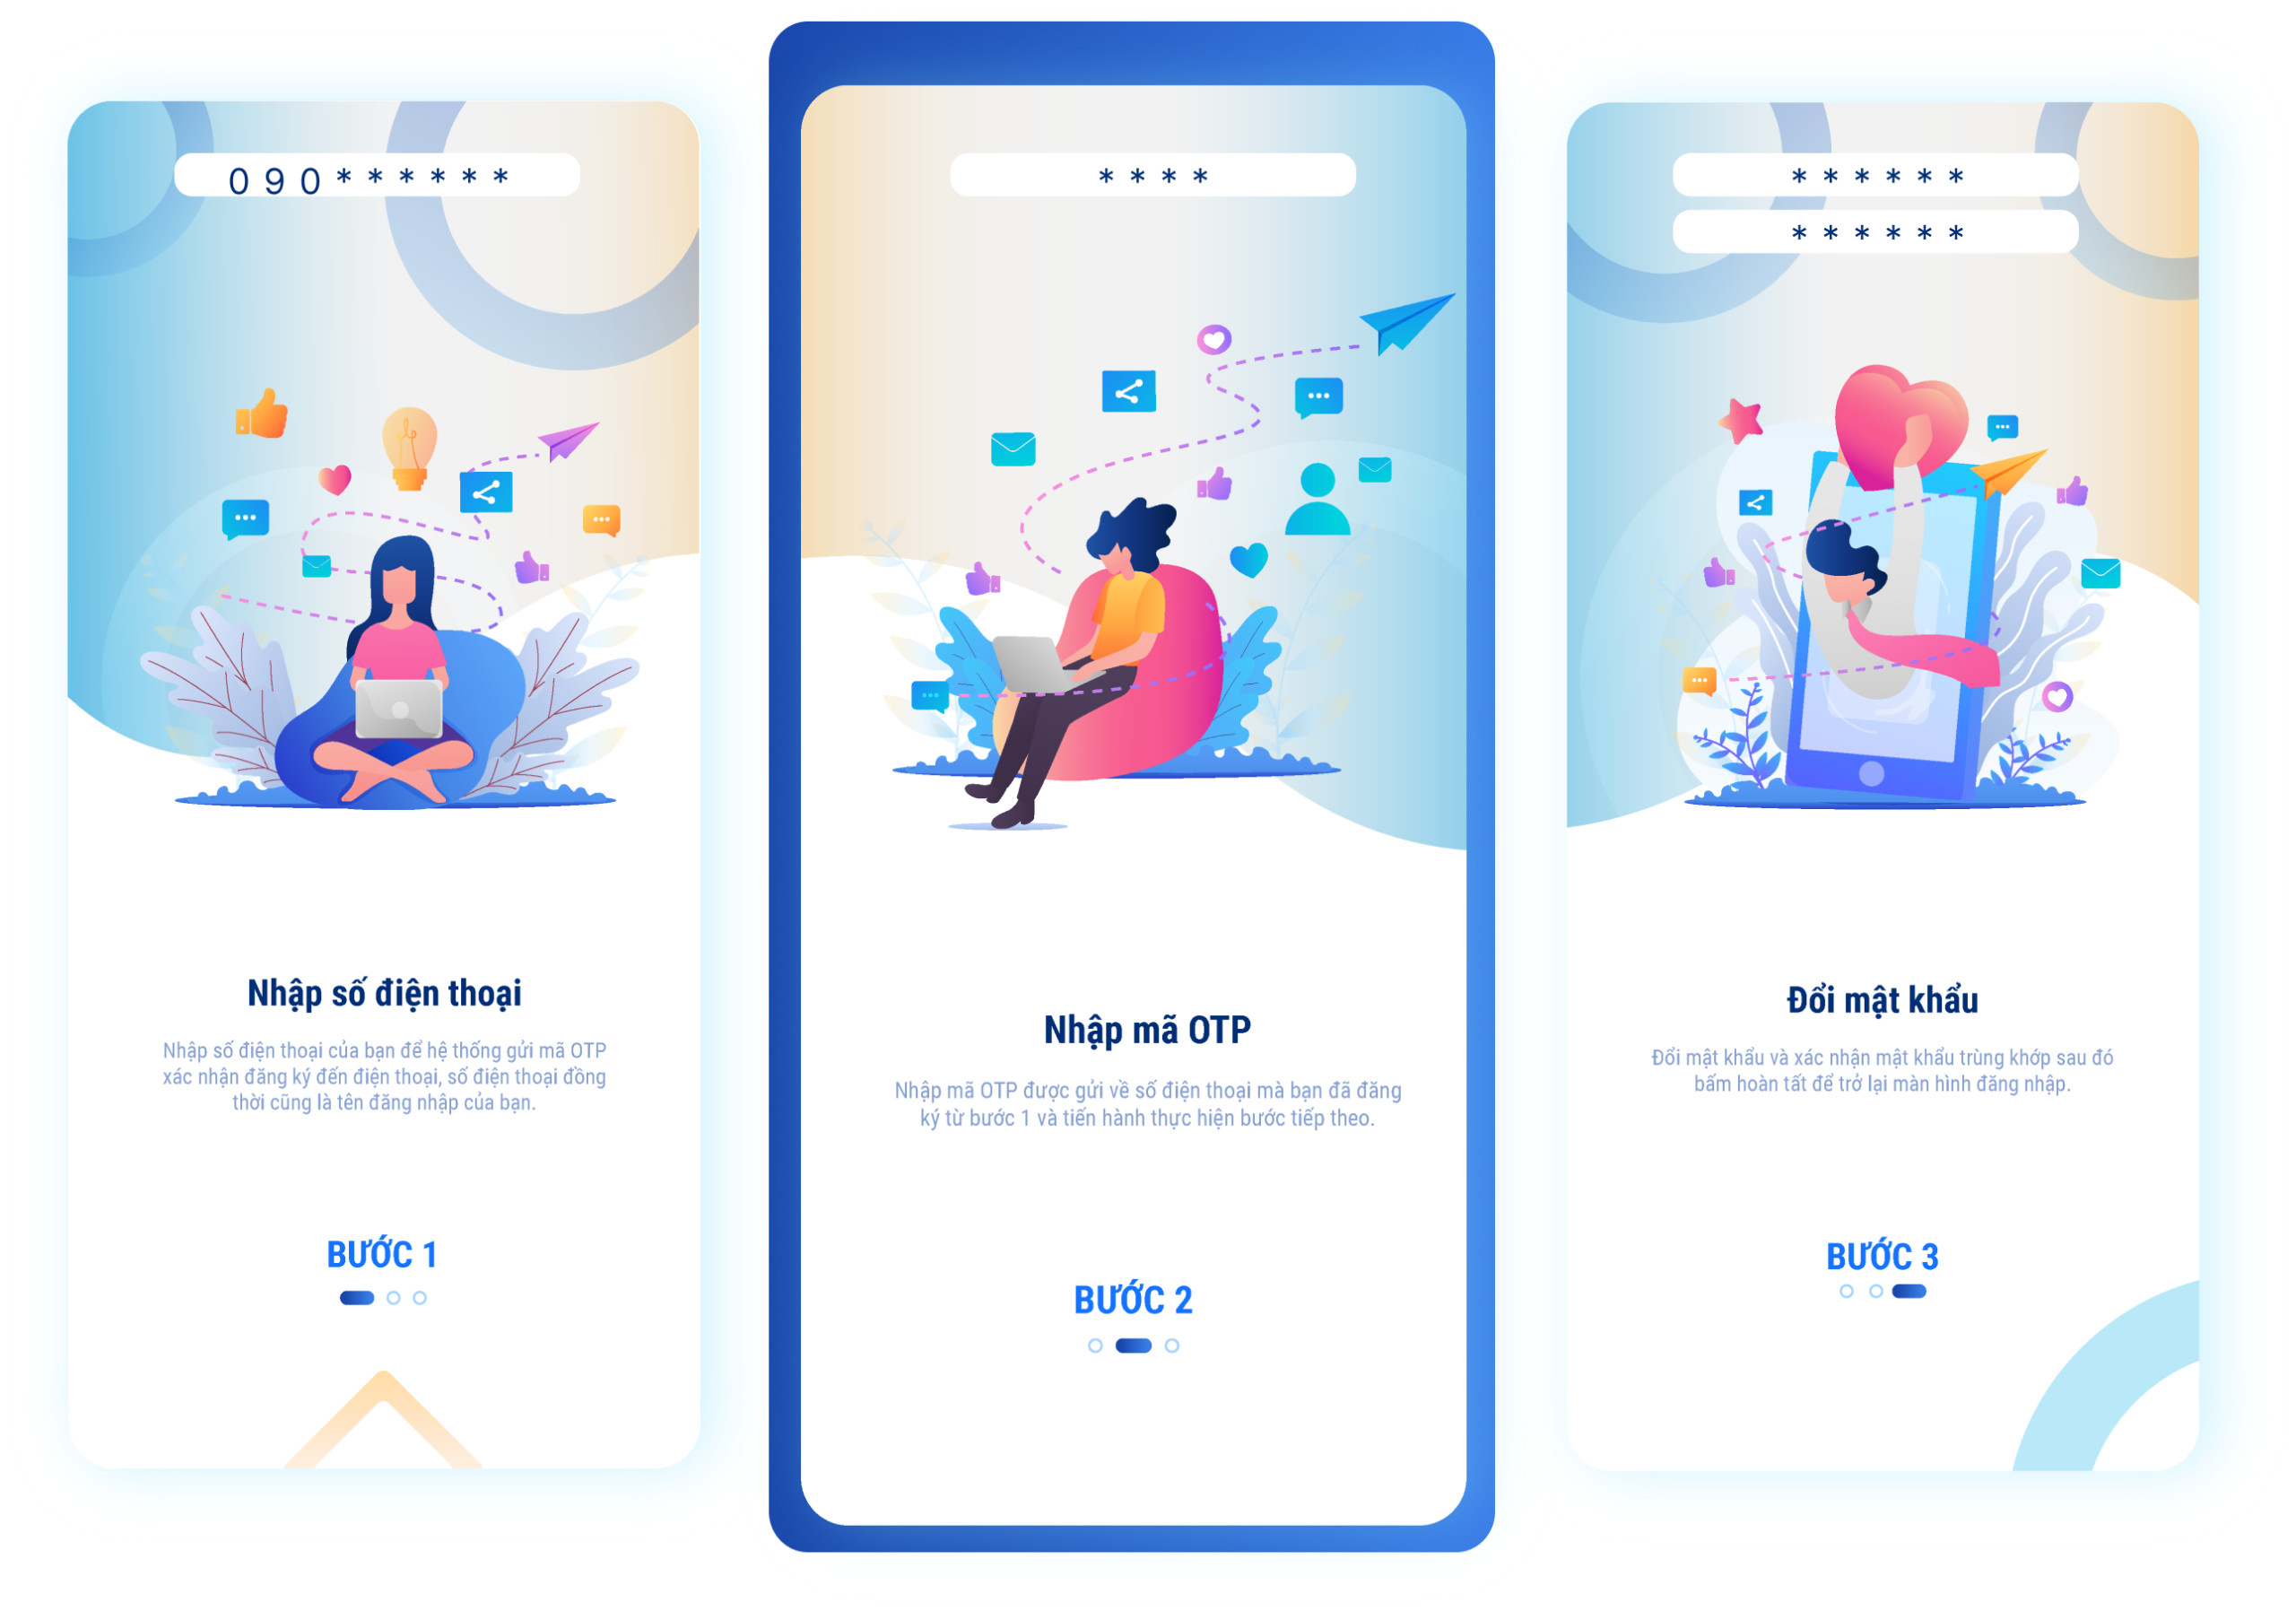 090******
Nhập số điện thoại
Nhập số điện thoại của bạn để hệ thống gửi mã OTP
xác nhận đăng ký đến điện thoại, số điện thoại đồng
thời cũng là tên đăng nhập của bạn.
BƯỚC 1
****
Nhập mã OTP
Nhập mã OTP được gửi về số điện thoại mà bạn đã đăng
ký từ bước 1 và tiến hành thực hiện bước tiếp theo.
BƯỚC 2
******
******
Đổi mật khẩu
Đổi mật khẩu và xác nhận mật khẩu trùng khớp sau đó
bấm hoàn tất để trở lại màn hình đăng nhập.
BƯỚC 3